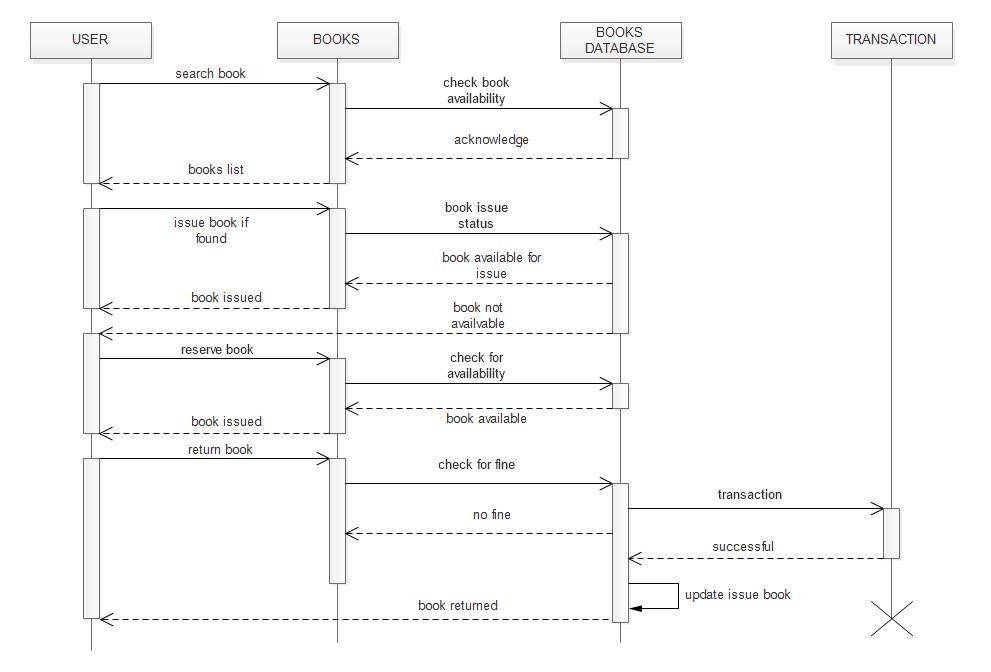 USER
BOOKS
BOOKS
DATABASE
TRANSACTION
search book
check book
availability
acknowledge
books list
issue book if
found
book issue
status
book available for
issue
book issued
book not
availvable
reserve book
check for
availability
book available
book issued
return book
check for fine
transaction
no fine
successful
update issue book
book returned